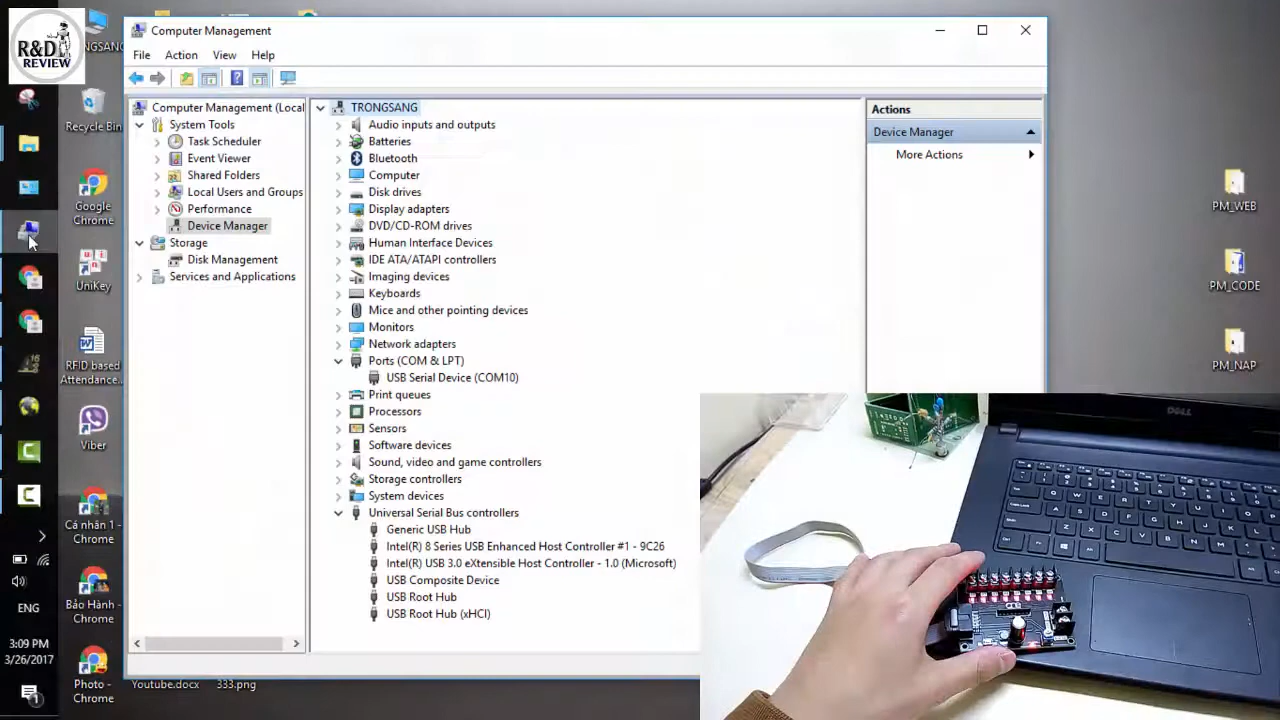 R&D
REVIEW
NGSANG
Recycle Bin
Google
Chrome
UniKey
RFID based
Attendance...
Viber
Cá nhân 1 -
Chrome
Bảo Hành -
Chrome
Photo -
Chrome
Youtube.docx
333.png
ENG
3:09 PM
3/26/2017
1
Computer Management
File Action View Help
Computer Management (Local
System Tools
Task Scheduler
Event Viewer
Shared Folders
Local Users and Groups
Performance
Device Manager
Storage
Disk Management
Services and Applications
TRONGSANG
Audio inputs and outputs
Batteries
Bluetooth
Computer
Disk drives
Display adapters
DVD/CD-ROM drives
Human Interface Devices
IDE ATA/ATAPI controllers
Imaging devices
Keyboards
Mice and other pointing devices
Monitors
Network adapters
Ports (COM & LPT)
USB Serial Device (COM10)
Print queues
Processors
Sensors
Software devices
Sound, video and game controllers
Storage controllers
System devices
Universal Serial Bus controllers
Generic USB Hub
Intel(R) 8 Series USB Enhanced Host Controller #1 - 9C26
Intel(R) USB 3.0 eXtensible Host Controller - 1.0 (Microsoft)
USB Composite Device
USB Root Hub
USB Root Hub (xHCI)
Actions
Device Manager
More Actions
PM_WEB
PM_CODE
PM_NAP
DELL